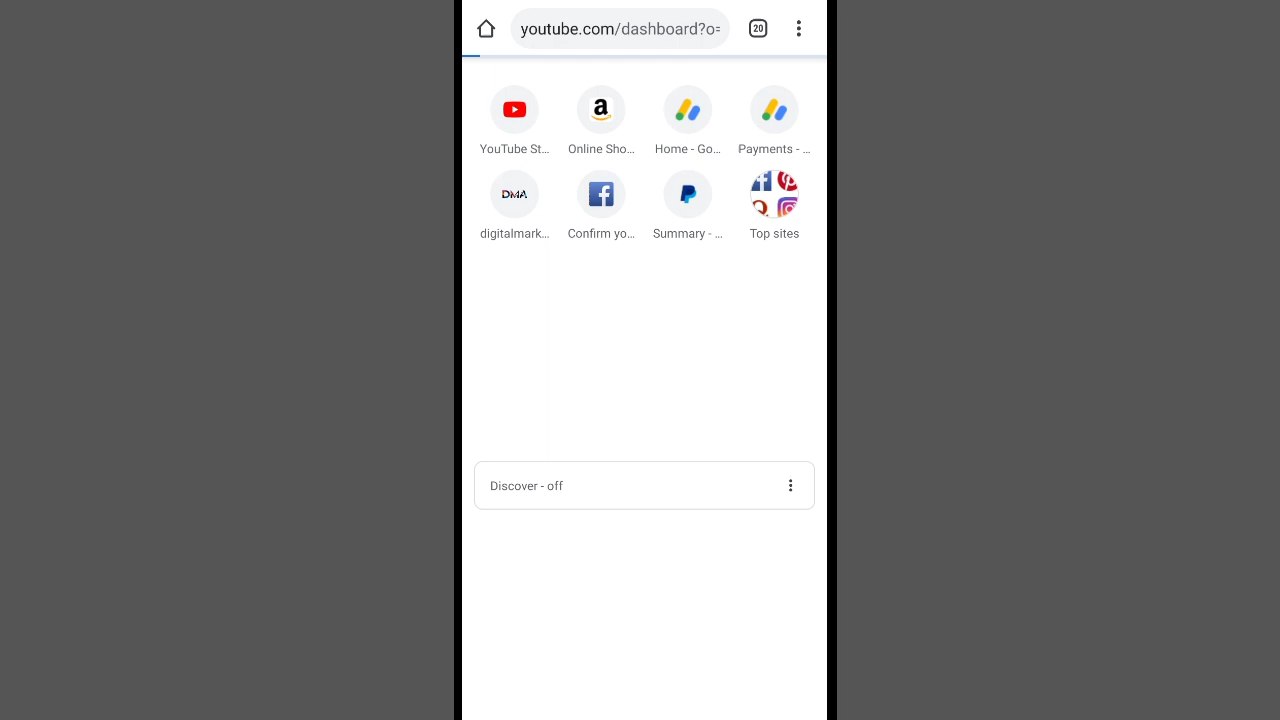 youtube.com/dashboard?o=
20
YouTube St...
Online Sho...
Home - Go...
Payments - ...
DMA
digitalmark...
Confirm yo...
Summary - ...
Top sites
Discover - off